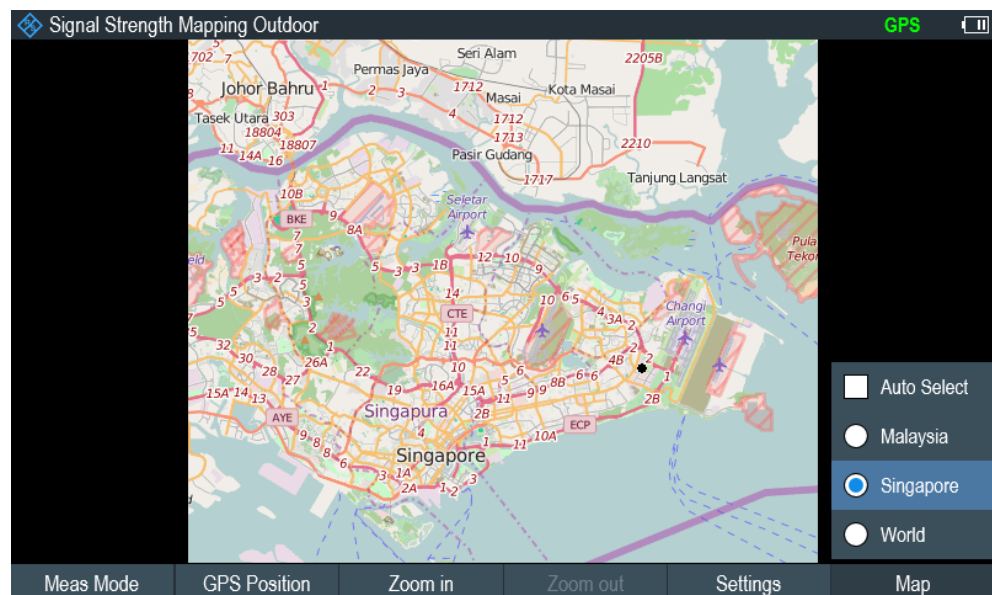 Signal Strength Mapping Outdoor
GPS
702
7
Seri Alam
2205B
Permas Jaya
Johor Bahru
1
2
3
1712
Masai
Kota Masai
Tasek Utara
303
4
1712
18804
18807
1713
2210
11
14A
16
Pasir Gudang
1717
Tanjung Langsat
10B
Seletar Airport
BKE
9
8A
7
7
5
5
3
3
1B
12
10
9
Pula
Tekon
3
2
5
5
3
14
10
6
5
Changi Airport
CTE
4
3A
2
2
11
11
2
1
32
30
28
27
26A
22
10
4B
2
1
19
16A
15A
5
6
8B
6
6
15A
14
13
11
9
9
2B
Singapura
2B
AYE
9
8
8
6
4
1
11
10A
ECP
Singapore
3
1A
2A
1
2
3
Auto Select
Malaysia
Singapore
World
Meas Mode
GPS Position
Zoom in
Zoom out
Settings
Map